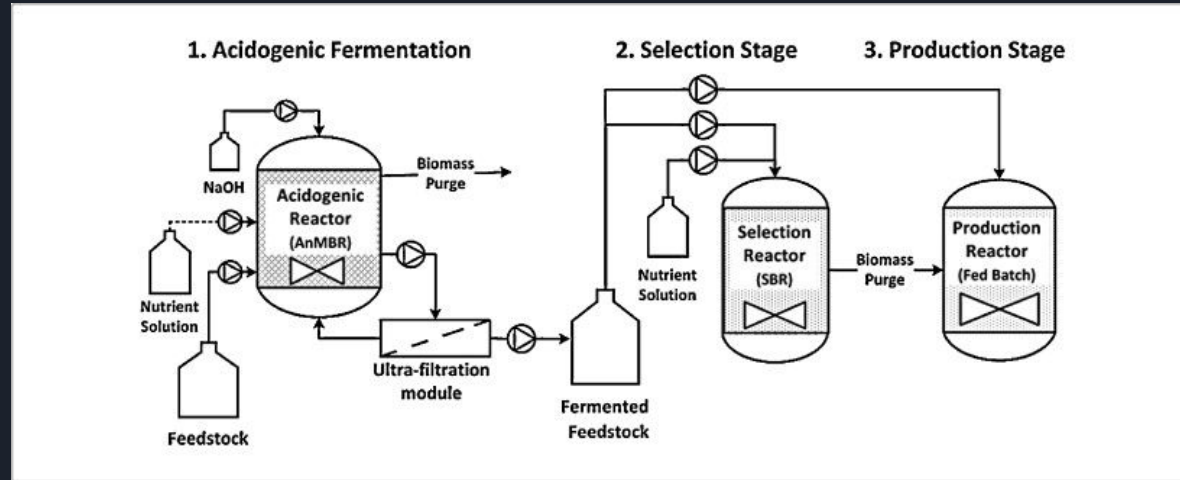 1. Acidogenic Fermentation
2. Selection Stage
3. Production Stage
NaOH
Biomass
Purge
Acidogenic
Reactor
(AnMBR)
Nutrient
Solution
Feedstock
Ultra-filtration
module
Fermented
Feedstock
Nutrient
Solution
Selection
Reactor
(SBR)
Biomass
Purge
Production
Reactor
(Fed Batch)